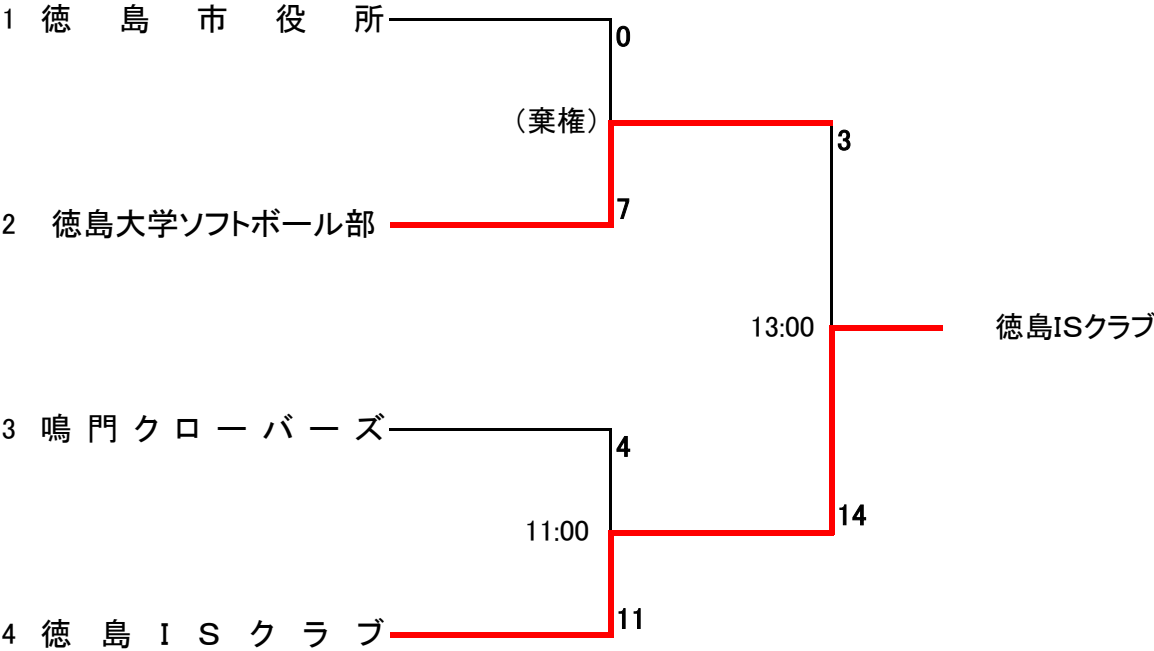 1 徳島市役所
0
（棄権）
3
2 徳島大学ソフトボール部
7
13:00
徳島ISクラブ
3 鳴門クローバーズ
4
11:00
14
4 徳島ISクラブ
11